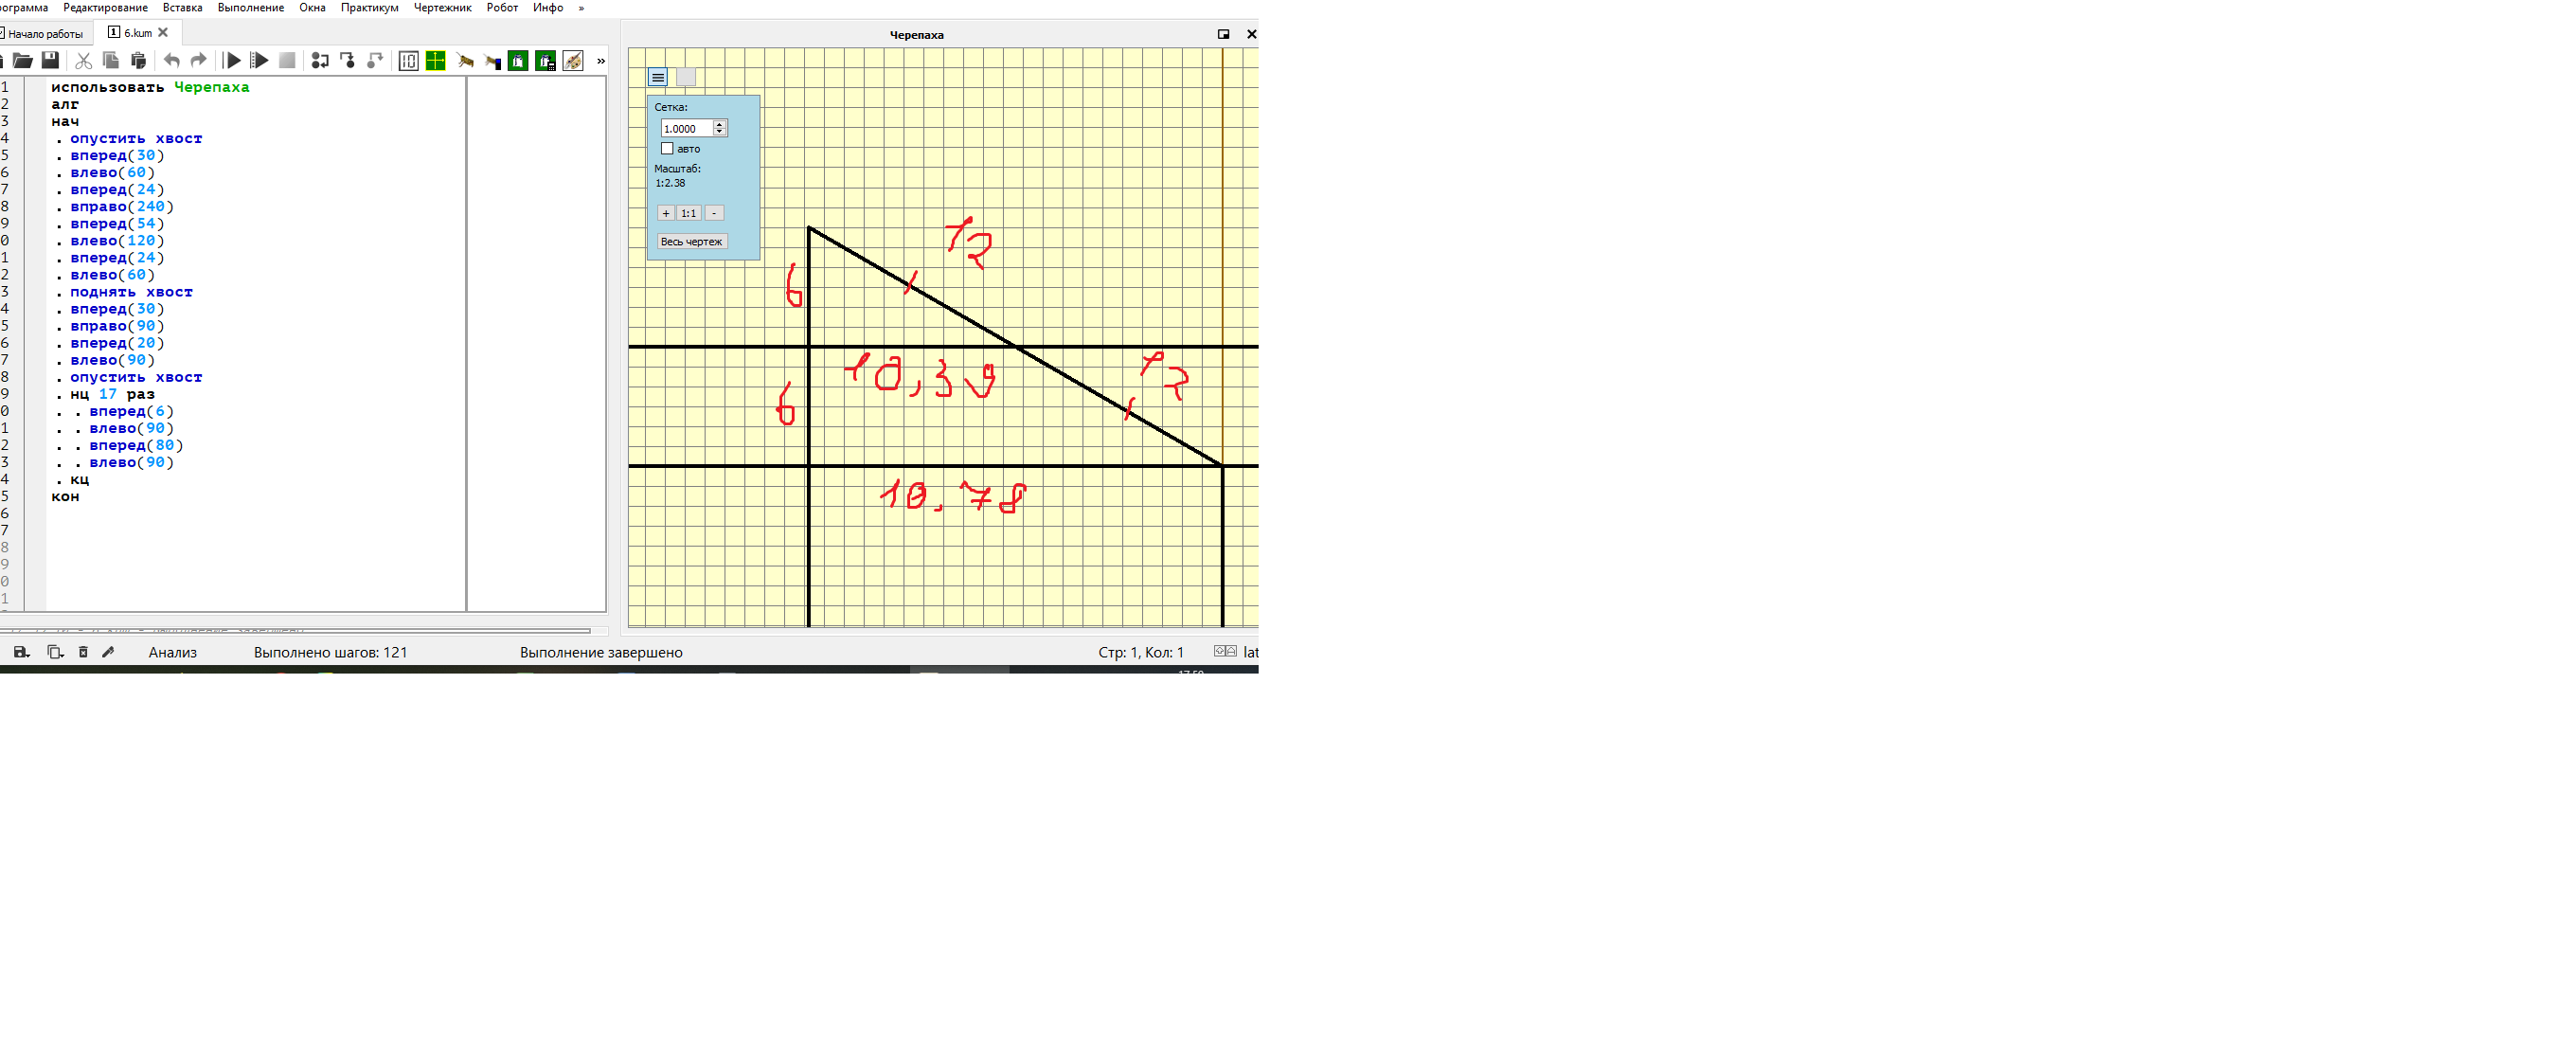 ограмма Редактирование Вставка Выполнение Окна Практикум Чертежник Робот Инфо »
Начало работы 1 6.kum
»
1 использовать Черепаха
2 алг
3 нач
4 . опустить хвост
5 . вперед(30)
6 . влево(60)
7 . вперед(24)
8 . вправо(240)
9 . вперед(54)
0 . влево(120)
1 . вперед(24)
2 . влево(60)
3 . поднять хвост
4 . вперед(30)
5 . вправо(90)
6 . вперед(20)
7 . влево(90)
8 . опустить хвост
9 . нц 17 раз
0 . . вперед(6)
1 . . влево(90)
2 . . вперед(80)
3 . . влево(90)
4 . кц
5 кон
6
7
8
9
0
1
Черепаха
Сетка:
1.0000
авто
Масштаб:
1:2.38
+ 1:1 -
Весь чертеж
12
6
10,39
12
6
10,78
Анализ Выполнено шагов: 121 Выполнение завершено Стр: 1, Кол: 1 lat